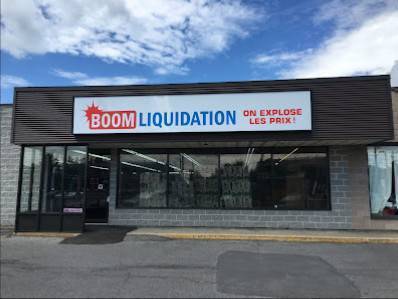 BOOM LIQUIDATION
ON EXPLOSE
LES PRIX!